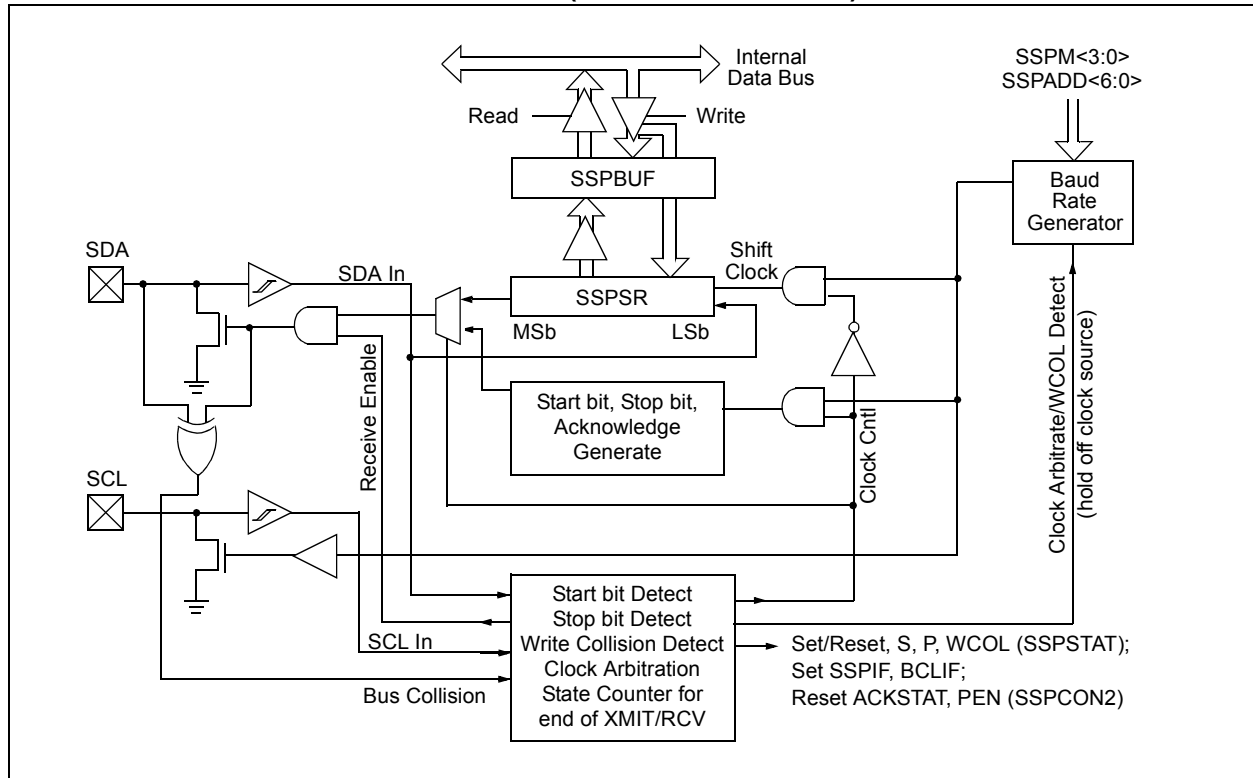 Internal
Data Bus
SSPM<3:0>
SSPADD<6:0>
Read
Write
SSPBUF
Baud
Rate
Generator
SDA
SDA In
Shift
Clock
SSPSR
MSb
LSb
Receive Enable
Start bit, Stop bit,
Acknowledge
Generate
Clock Cntl
Clock Arbitrate/WCOL Detect
(hold off clock source)
SCL
SCL In
Bus Collision
Start bit Detect
Stop bit Detect
Write Collision Detect
Clock Arbitration
State Counter for
end of XMIT/RCV
Set/Reset, S, P, WCOL (SSPSTAT);
Set SSPIF, BCLIF;
Reset ACKSTAT, PEN (SSPCON2)